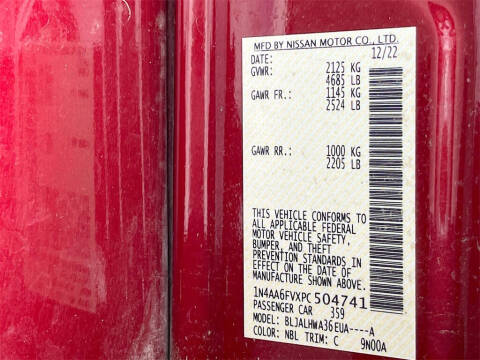 MFD BY NISSAN MOTOR CO., LTD.
DATE: 12/22
GVWR: 2125 KG
4685 LB
GAWR FR.: 1145 KG
2524 LB
GAWR RR.: 1000 KG
2205 LB
THIS VEHICLE CONFORMS TO
ALL APPLICABLE FEDERAL
MOTOR VEHICLE SAFETY,
BUMPER, AND THEFT
PREVENTION STANDARDS IN
EFFECT ON THE DATE OF
MANUFACTURE SHOWN ABOVE.
1N4AA6FVXPC504741
PASSENGER CAR 359
MODEL: BLJALHWA36EUA----A
COLOR: NBL TRIM: C 9N00A